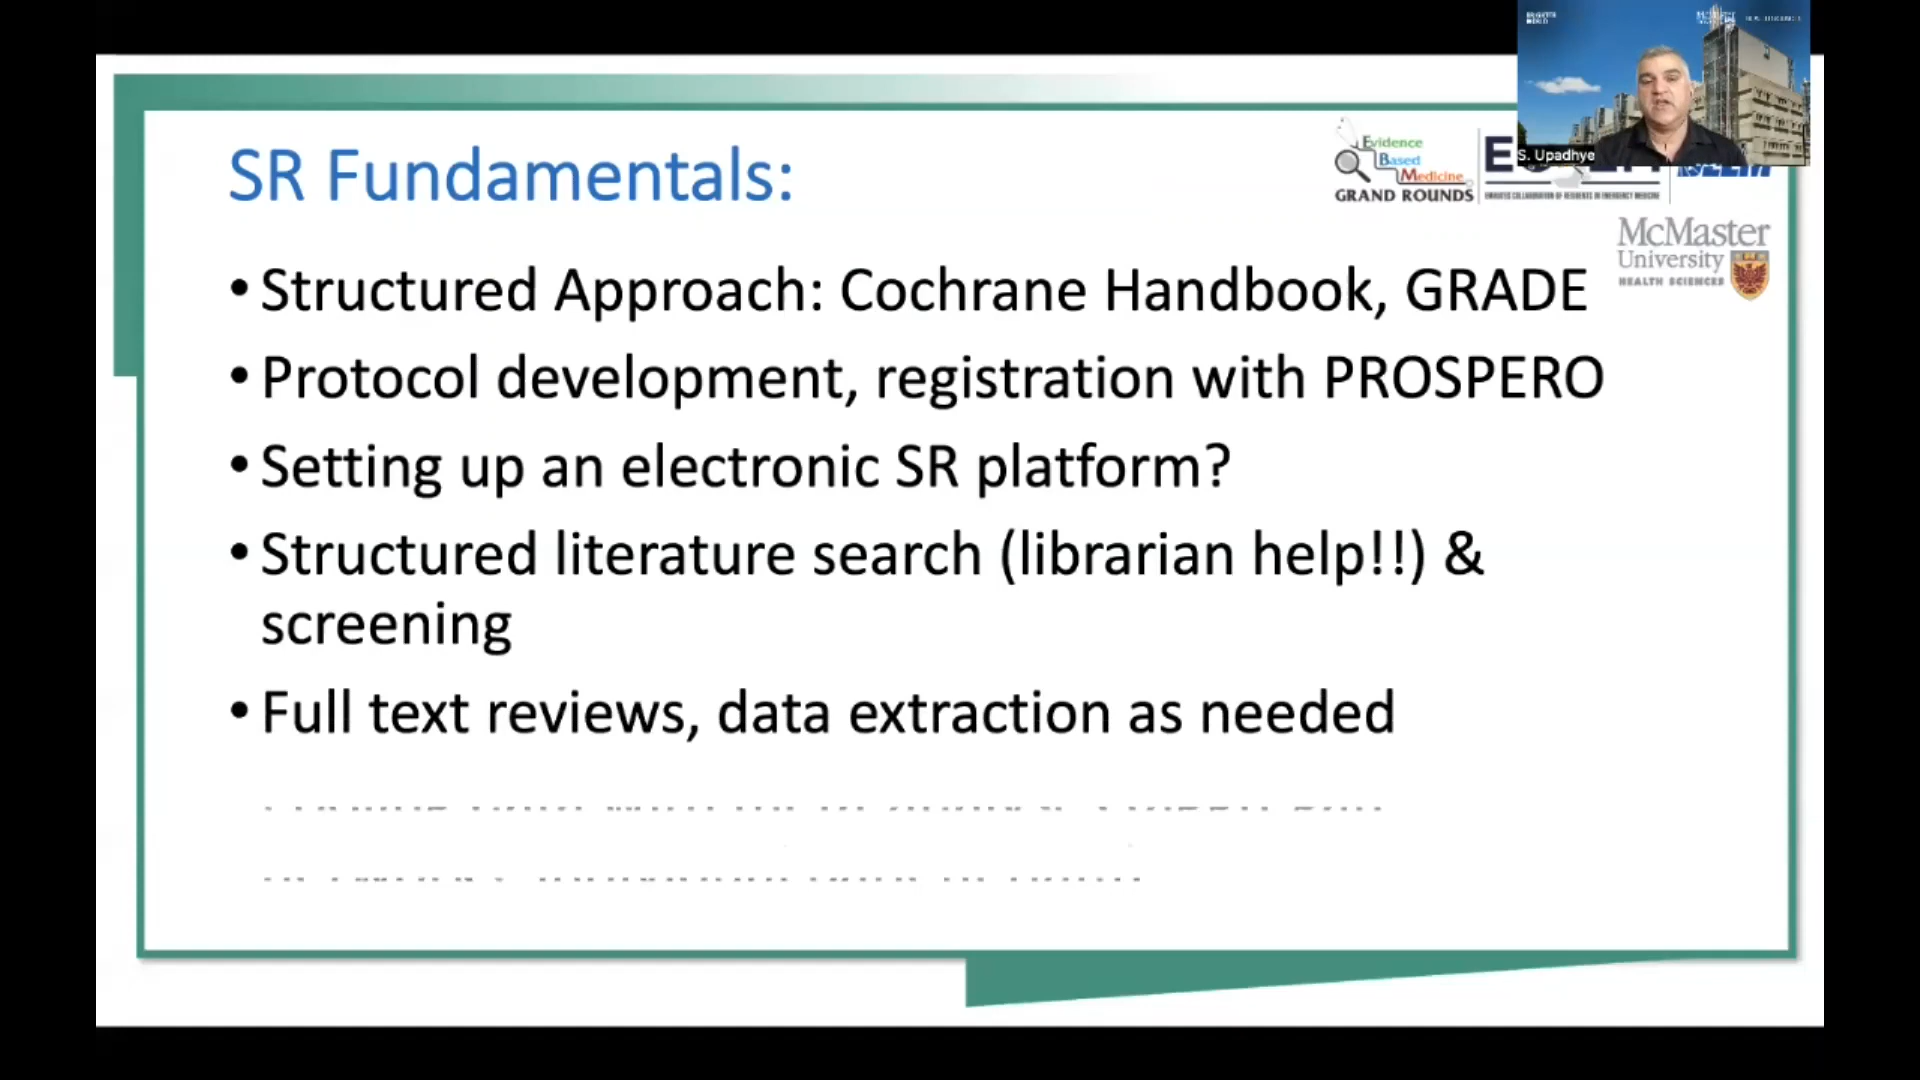 S. Upadhye
Evidence
Based
Medicine
GRAND ROUNDS
McMaster
University
HEALTH SCIENCES
SR Fundamentals:
• Structured Approach: Cochrane Handbook, GRADE
• Protocol development, registration with PROSPERO
• Setting up an electronic SR platform?
• Structured literature search (librarian help!!) &
screening
• Full text reviews, data extraction as needed